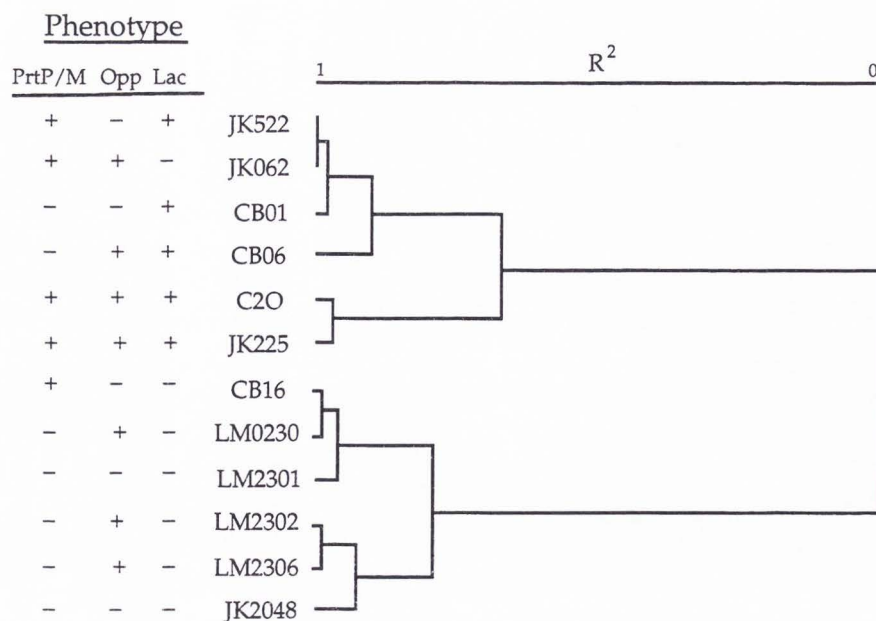 Phenotype
PrtP/M Opp Lac
1 R² 0
+ − + JK522
+ + − JK062
− − + CB01
− + + CB06
+ + + C2O
+ + + JK225
+ − − CB16
− + − LM0230
− − − LM2301
− + − LM2302
− + − LM2306
− − − JK2048